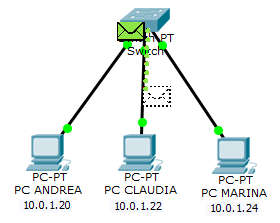 PT
Switch
PC-PT
PC ANDREA
10.0.1.20
PC-PT
PC CLAUDIA
10.0.1.22
PC-PT
PC MARINA
10.0.1.24